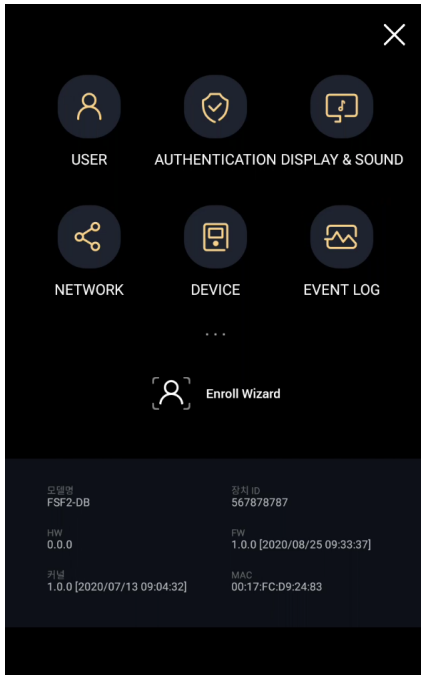 USER
AUTHENTICATION
DISPLAY & SOUND
NETWORK
DEVICE
EVENT LOG
...
Enroll Wizard
모델명
FSF2-DB
장치 ID
567878787
HW
0.0.0
FW
1.0.0 [2020/08/25 09:33:37]
커널
1.0.0 [2020/07/13 09:04:32]
MAC
00:17:FC:D9:24:83